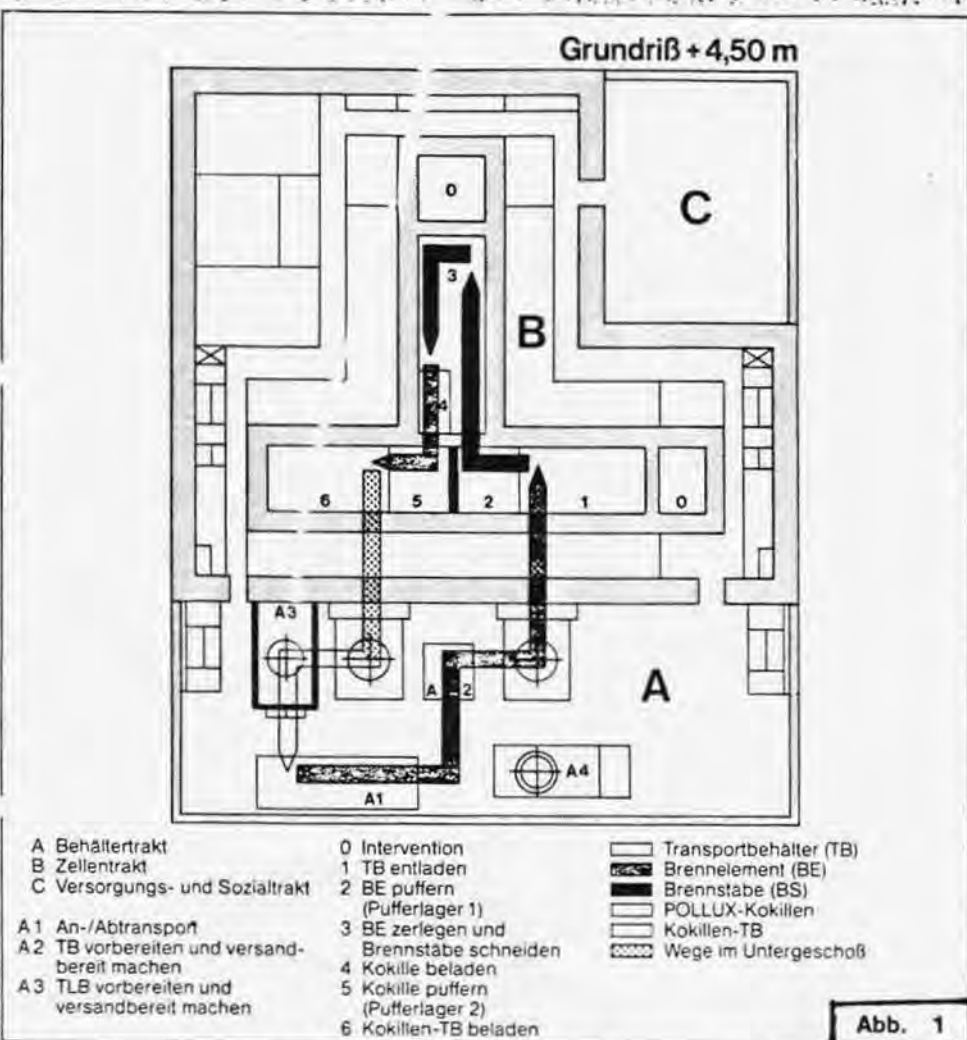 Grundriß + 4,50 m
0
C
3
B
4
6
5
2
1
0
A3
A 2
A
A4
A1
A Behältertrakt
B Zellentrakt
C Versorgungs- und Sozialtrakt
A1 An-/Abtransport
A2 TB vorbereiten und versand-
bereit machen
A3 TLB vorbereiten und
versandbereit machen
0 Intervention
1 TB entladen
2 BE puffern
(Pufferlager 1)
3 BE zerlegen und
Brennstäbe schneiden
4 Kokille beladen
5 Kokille puffern
(Pufferlager 2)
6 Kokillen-TB beladen
Transportbehälter (TB)
Brennelement (BE)
Brennstäbe (BS)
POLLUX-Kokillen
Kokillen-TB
Wege im Untergeschoß
Abb. 1